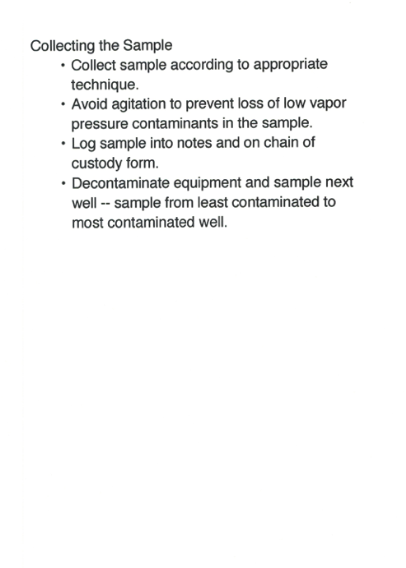 Collecting the Sample
• Collect sample according to appropriate
technique.
• Avoid agitation to prevent loss of low vapor
pressure contaminants in the sample.
• Log sample into notes and on chain of
custody form.
• Decontaminate equipment and sample next
well -- sample from least contaminated to
most contaminated well.